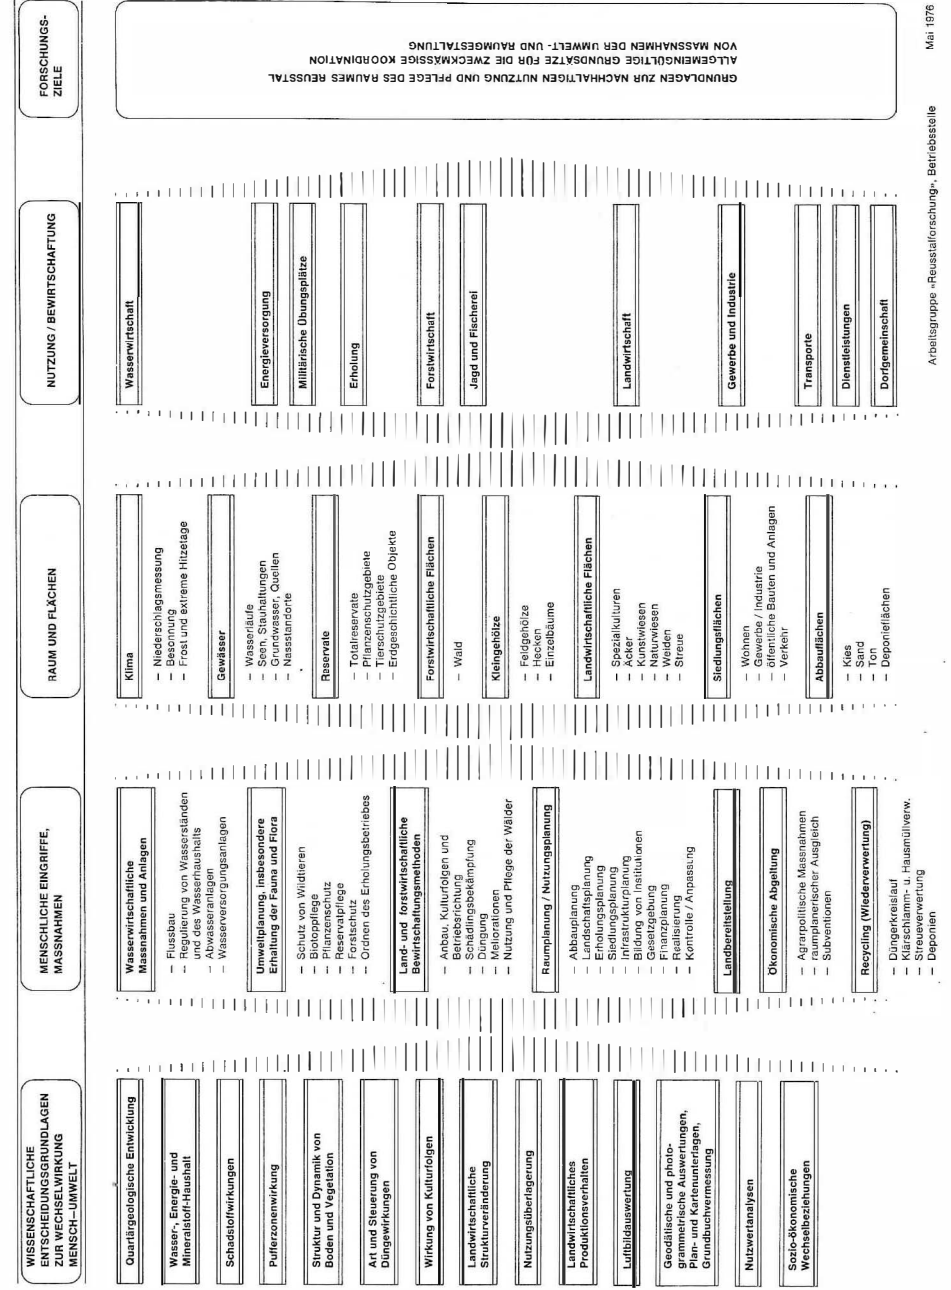 WISSENSCHAFTLICHE
ENTSCHEIDUNGSGRUNDLAGEN
ZUR WECHSELWIRKUNG
MENSCH–UMWELT
Quartärgeologische Entwicklung
Wasser-, Energie- und
Mineralstoff-Haushalt
Schadstoffwirkungen
Pufferzonenwirkung
Struktur und Dynamik von
Boden und Vegetation
Art und Steuerung von
Düngewirkungen
Wirkung von Kulturfolgen
Landwirtschaftliche
Strukturveränderung
Nutzungsüberlagerung
Landwirtschaftliches
Produktionsverhalten
Luftbildauswertung
Geodätische und photo-
grammetrische Auswertungen,
Plan- und Kartenunterlagen,
Grundbuchvermessung
Nutzwertanalysen
Sozio-ökonomische
Wechselbeziehungen
MENSCHLICHE EINGRIFFE,
MASSNAHMEN
Wasserwirtschaftliche
Massnahmen und Anlagen
– Flussbau
– Regulierung von Wasserständen
und des Wasserhaushalts
– Abwasseranlagen
– Wasserversorgungsanlagen
Umweltplanung, insbesondere
Erhaltung der Fauna und Flora
– Schutz von Wildtieren
– Biotoppflege
– Pflanzenschutz
– Reservatpflege
– Forstschutz
– Ordnen des Erholungsbetriebes
Land- und forstwirtschaftliche
Bewirtschaftungsmethoden
– Anbau, Kulturfolgen und
Betriebsrichtung
– Schädlingsbekämpfung
– Düngung
– Meliorationen
– Nutzung und Pflege der Wälder
Raumplanung / Nutzungsplanung
– Abbauplanung
– Landschaftsplanung
– Erholungsplanung
– Siedlungsplanung
– Infrastrukturplanung
– Bildung von Institutionen
– Gesetzgebung
– Finanzplanung
– Realisierung
– Kontrolle / Anpassung
Landbereitstellung
Ökonomische Abgeltung
– Agrarpolitische Massnahmen
– raumplanerischer Ausgleich
– Subventionen
Recycling (Wiederverwertung)
– Düngerkreislauf
– Klärschlamm- u. Hausmüllverw.
– Streueverwerten
– Deponien
RAUM UND FLÄCHEN
Klima
– Niederschlagsmessung
– Besonnung
– Frost und extreme Hitzetage
Gewässer
– Wasserläufe
– Seen, Stauhaltungen
– Grundwasser, Quellen
– Nassstandorte
Reservate
– Totalreservate
– Pflanzenschutzgebiete
– Tierschutzgebiete
– Erdgeschichtliche Objekte
Forstwirtschaftliche Flächen
– Wald
Kleingehölze
– Feldgehölze
– Hecken
– Einzelbäume
Landwirtschaftliche Flächen
– Spezialkulturen
– Äcker
– Kunstwiesen
– Naturwiesen
– Weiden
– Streue
Siedlungsflächen
– Wohnen
– Gewerbe / Industrie
– öffentliche Bauten und Anlagen
– Verkehr
Abbauflächen
– Kies
– Sand
– Ton
– Deponieflächen
NUTZUNG / BEWIRTSCHAFTUNG
Wasserwirtschaft
Energieversorgung
Militärische Übungsplätze
Erholung
Forstwirtschaft
Jagd und Fischerei
Landwirtschaft
Gewerbe und Industrie
Transporte
Dienstleistungen
Dorfgemeinschaft
FORSCHUNGS-
ZIELE
GRUNDLAGEN ZUR NACHHALTIGEN NUTZUNG UND PFLEGE DES RAUMES REUSSTAL
ALLGEMEINGÜLTIGE GRUNDSÄTZE FÜR DIE ZWECKMÄSSIGE KOORDINATION
VON MASSNAHMEN DER UMWELT- UND RAUMGESTALTUNG
Arbeitsgruppe «Reusstalforschung», Betriebsstelle
Mai 1976